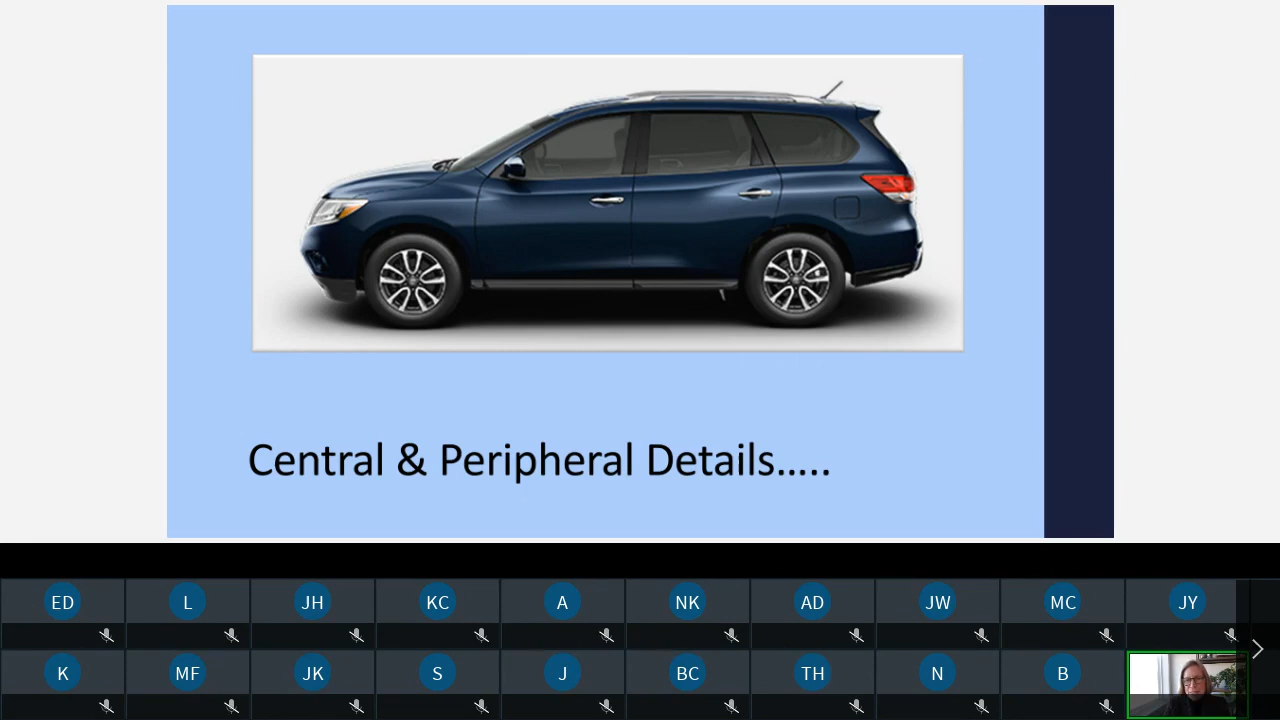 Central & Peripheral Details.....
ED L JH KC A NK AD JW MC JY
K MF JK S J BC TH N B